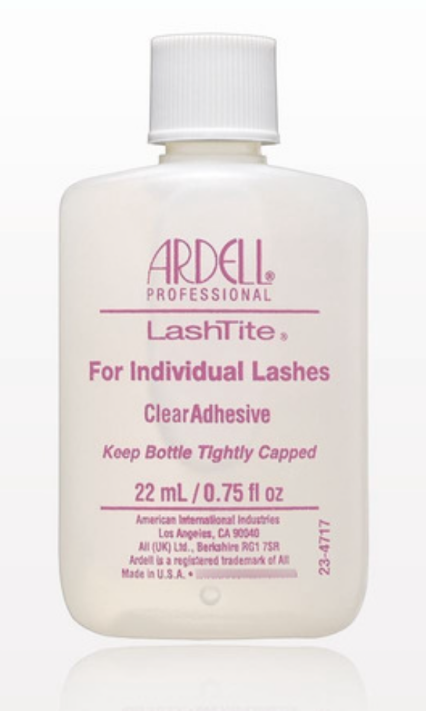 ARDELL®
PROFESSIONAL
LashTite®
For Individual Lashes
ClearAdhesive
Keep Bottle Tightly Capped
22 mL / 0.75 fl oz
American International Industries
Los Angeles, CA 90040
AII (UK) Ltd., Berkshire RG1 7SR
Ardell is a registered trademark of AII
Made in U.S.A. •
23-4717